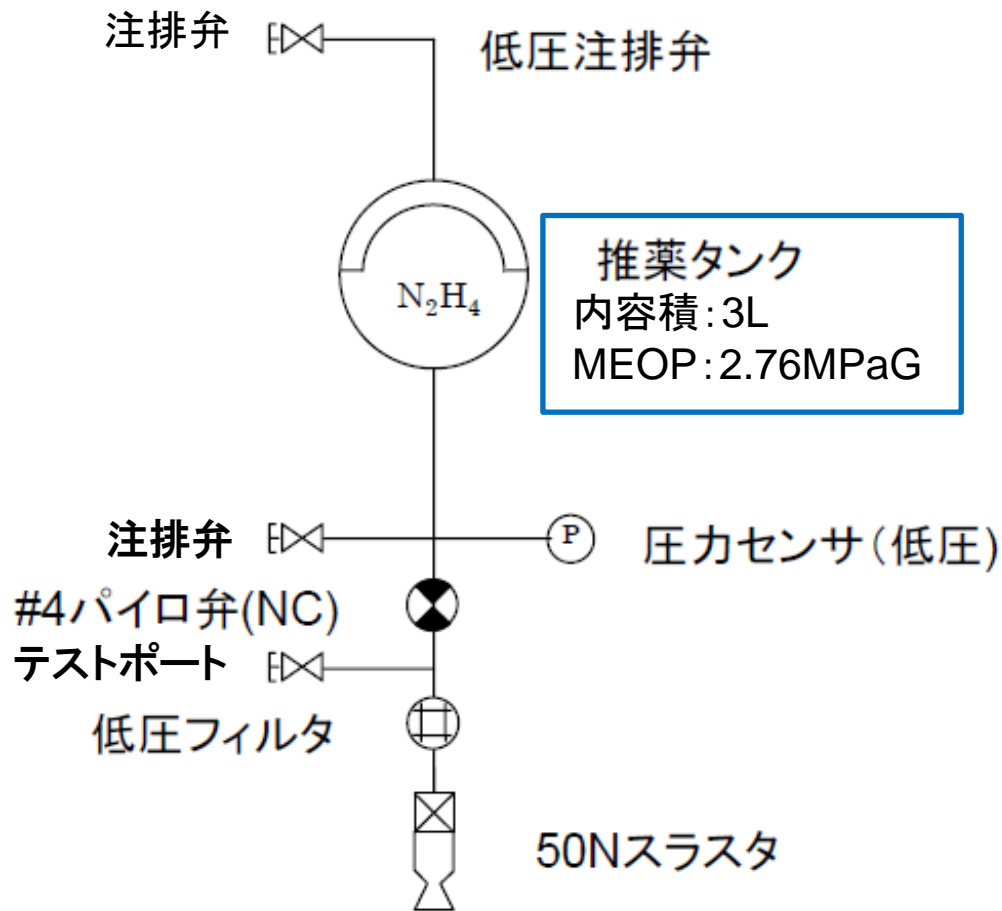 注排弁
低圧注排弁
N₂H₄
推薬タンク
内容積：3L
MEOP：2.76MPaG
注排弁
P
圧力センサ（低圧)
#4パイロ弁(NC)
テストポート
低圧フィルタ
50Nスラスタ